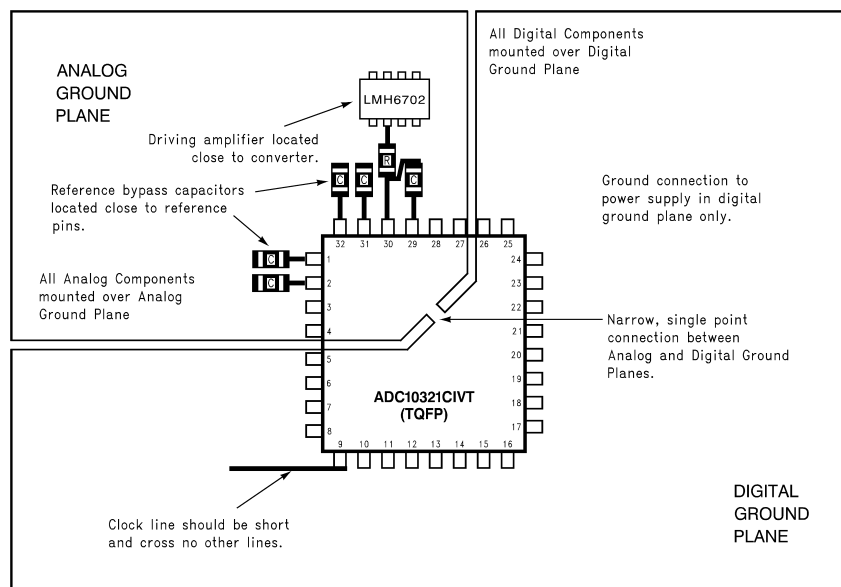 All Digital Components
mounted over Digital
Ground Plane
ANALOG
GROUND
PLANE
LMH6702
Driving amplifier located
close to converter.
R
C
C
C
Reference bypass capacitors
located close to reference
pins.
Ground connection to
power supply in digital
ground plane only.
32
31
30
29
28
27
26
25
C
C
1
2
3
4
5
6
7
8
24
23
22
21
20
19
18
17
All Analog Components
mounted over Analog
Ground Plane
Narrow, single point
connection between
Analog and Digital Ground
Planes.
ADC10321CIVT
(TQFP)
9
10
11
12
13
14
15
16
Clock line should be short
and cross no other lines.
DIGITAL
GROUND
PLANE